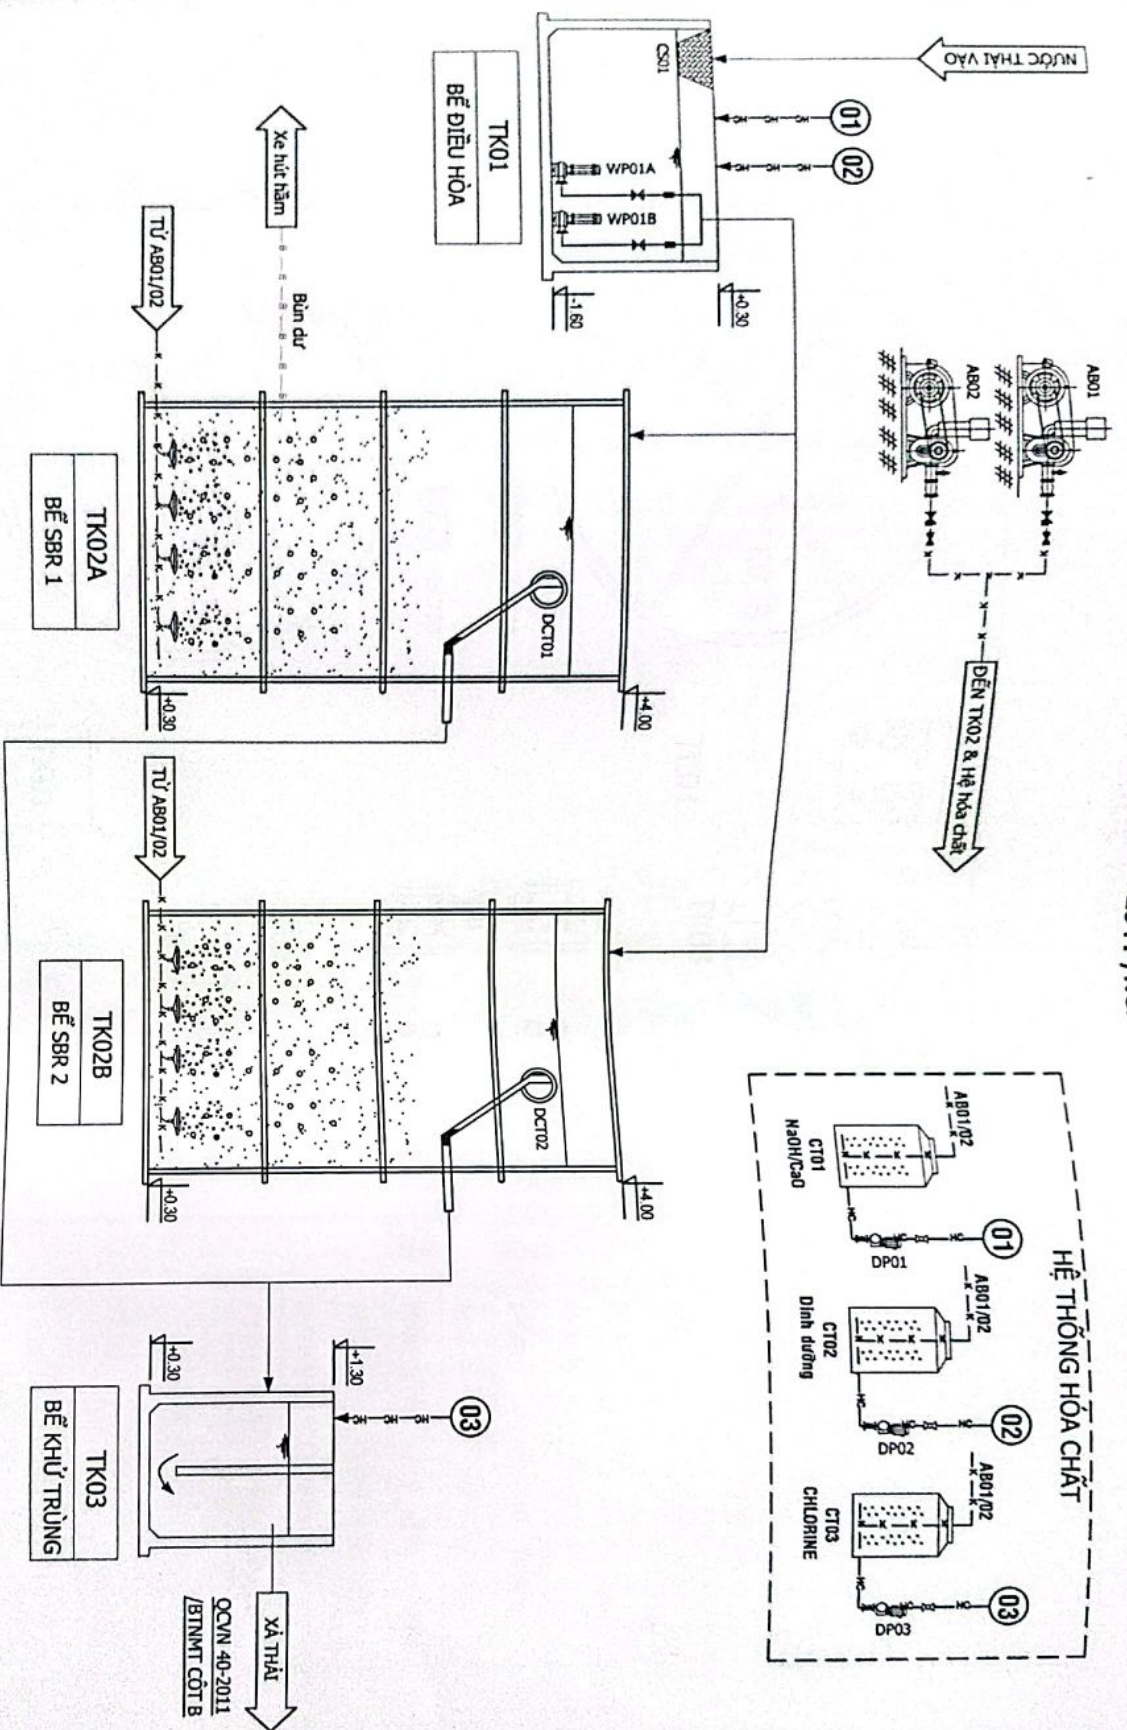 NƯỚC THẢI VÀO
01
02
CS01
WP01A
WP01B
+0.30
-1.60
TK01
BỂ ĐIỀU HÒA
AB01
AB02
ĐẾN TK02 & Hệ hóa chất
HỆ THỐNG HÓA CHẤT
AB01/02
CT01
NaOH/CaO
DP01
01
AB01/02
CT02
Dinh dưỡng
DP02
02
AB01/02
CT03
CHLORINE
DP03
03
Xe hút hầm
Bùn dư
TỪ AB01/02
DCT01
+4.00
+0.30
TK02A
BỂ SBR 1
TỪ AB01/02
DCT02
+4.00
+0.30
TK02B
BỂ SBR 2
03
+1.30
+0.30
TK03
BỂ KHỬ TRÙNG
XẢ THẢI
QCVN 40-2011
/BTNMT CỘT B